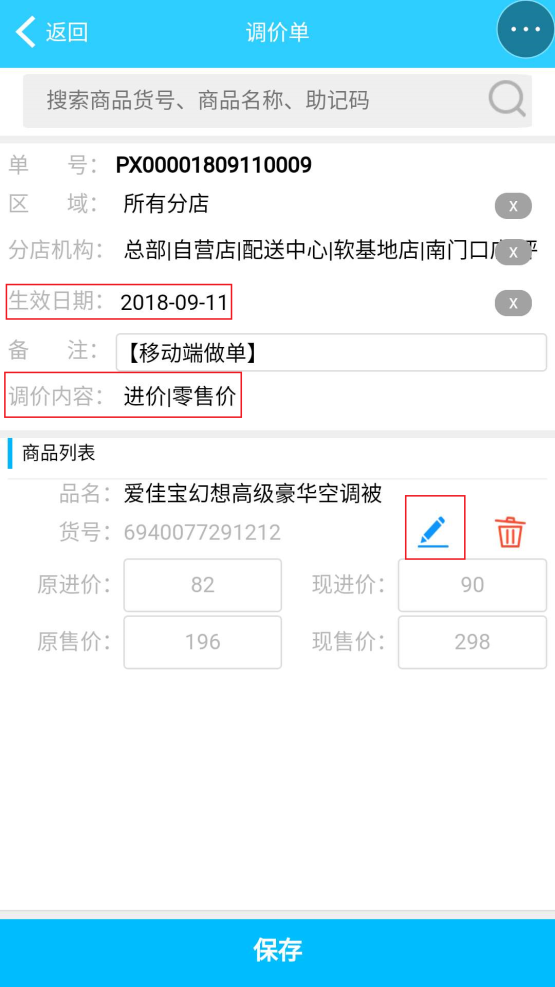 返回 调价单
搜索商品货号、商品名称、助记码
单 号： PX00001809110009
区 域： 所有分店 x
分店机构： 总部|自营店|配送中心|软基地店|南门口 x
生效日期： 2018-09-11 x
备 注： 【移动端做单】
调价内容： 进价|零售价
商品列表
品名： 爱佳宝幻想高级豪华空调被
货号： 6940077291212
原进价： 82 现进价： 90
原售价： 196 现售价： 298
保存